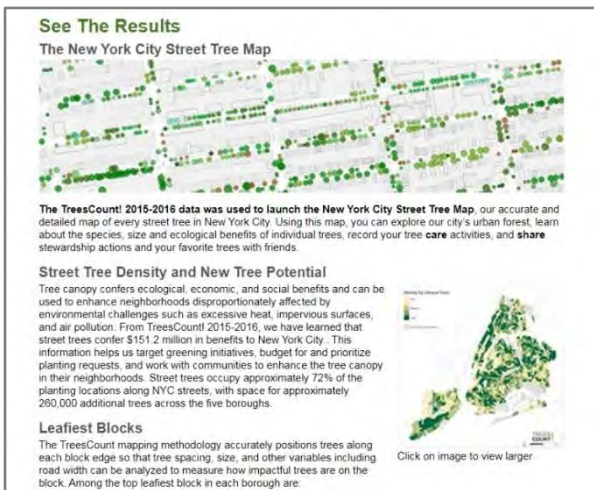 See The Results
The New York City Street Tree Map
The TreesCount! 2015-2016 data was used to launch the New York City Street Tree Map, our accurate and
detailed map of every street tree in New York City. Using this map, you can explore our city's urban forest, learn
about the species, size and ecological benefits of individual trees, record your tree care activities, and share
stewardship actions and your favorite trees with friends.
Street Tree Density and New Tree Potential
Tree canopy confers ecological, economic, and social benefits and can be
used to enhance neighborhoods disproportionately affected by
environmental challenges such as excessive heat, impervious surfaces,
and air pollution. From TreesCount! 2015-2016, we have learned that
street trees confer $151.2 million in benefits to New York City. This
information helps us target greening initiatives, budget for and prioritize
planting requests, and work with communities to enhance the tree canopy
in their neighborhoods. Street trees occupy approximately 72% of the
planting locations along NYC streets, with space for approximately
260,000 additional trees across the five boroughs.
TREES
COUNT
Click on image to view larger
Leafiest Blocks
The TreesCount mapping methodology accurately positions trees along
each block edge so that tree spacing, size, and other variables including
road width can be analyzed to measure how impactful trees are on the
block. Among the top leafiest block in each borough are: